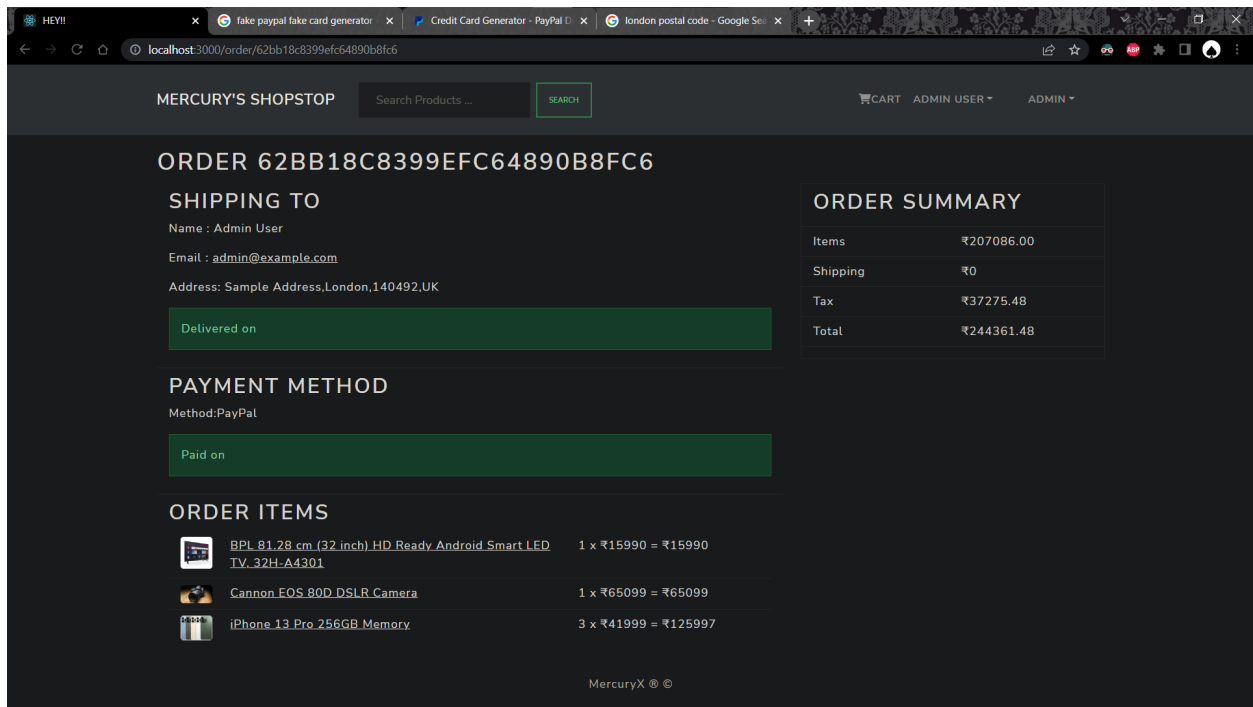 HEY!!
fake paypal fake card generator
Credit Card Generator - PayPal D
london postal code - Google Sea
localhost:3000/order/62bb18c8399efc64890b8fc6
ABP
MERCURY'S SHOPSTOP
Search Products ...
SEARCH
CART
ADMIN USER
ADMIN
ORDER 62BB18C8399EFC64890B8FC6
SHIPPING TO
Name : Admin User
Email : admin@example.com
Address: Sample Address,London,140492,UK
Delivered on
PAYMENT METHOD
Method:PayPal
Paid on
ORDER ITEMS
BPL 81.28 cm (32 inch) HD Ready Android Smart LED
TV, 32H-A4301
1 x ₹15990 = ₹15990
Cannon EOS 80D DSLR Camera
1 x ₹65099 = ₹65099
iPhone 13 Pro 256GB Memory
3 x ₹41999 = ₹125997
ORDER SUMMARY
Items ₹207086.00
Shipping ₹0
Tax ₹37275.48
Total ₹244361.48
MercuryX ® ©